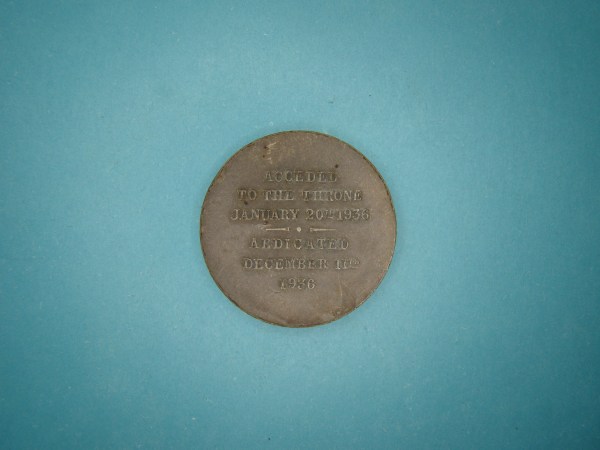 ACCEDED
TO THE THRONE
JANUARY 20TH 1936
ABDICATED
DECEMBER 11TH
1936